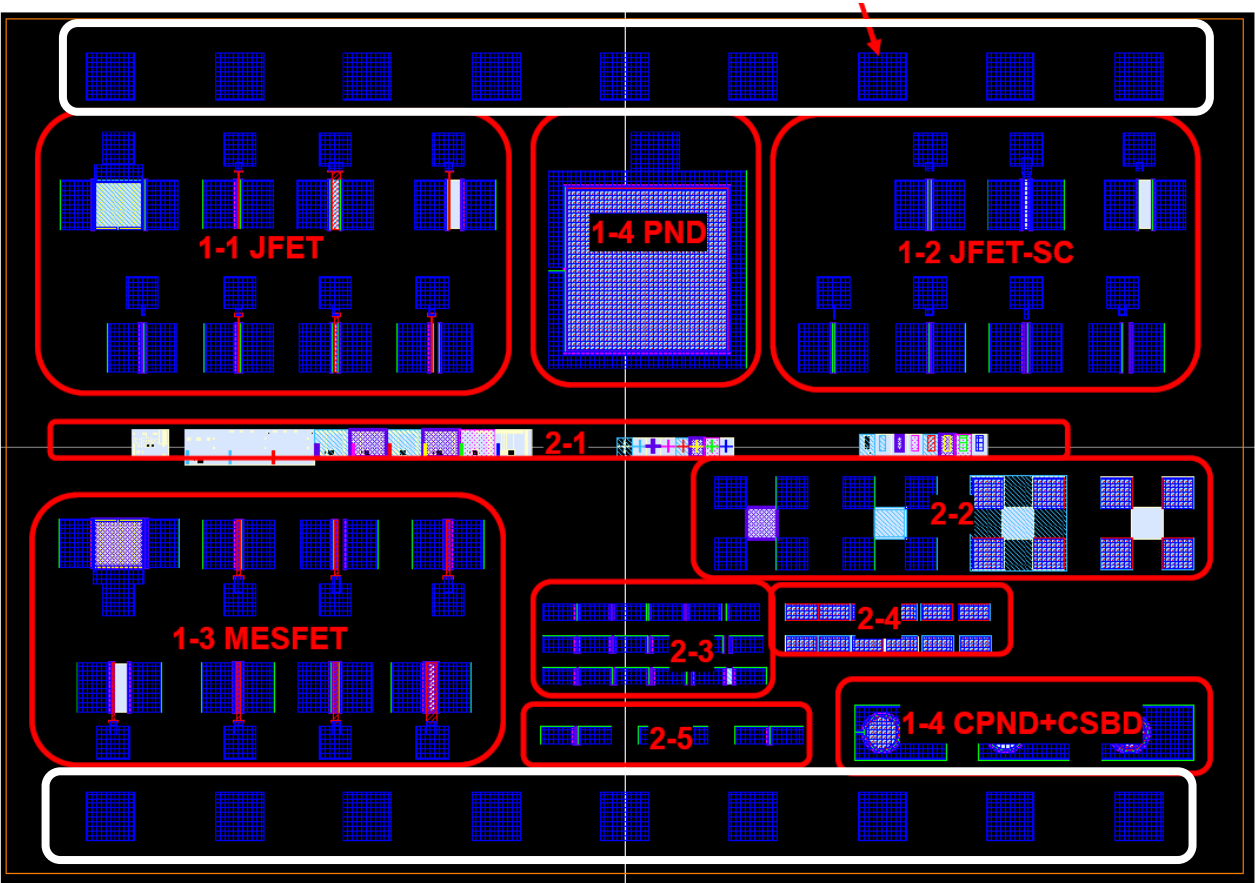 1-1 JFET
1-4 PND
1-2 JFET-SC
2-1
2-2
1-3 MESFET
2-3
2-4
2-5
1-4 CPND+CSBD